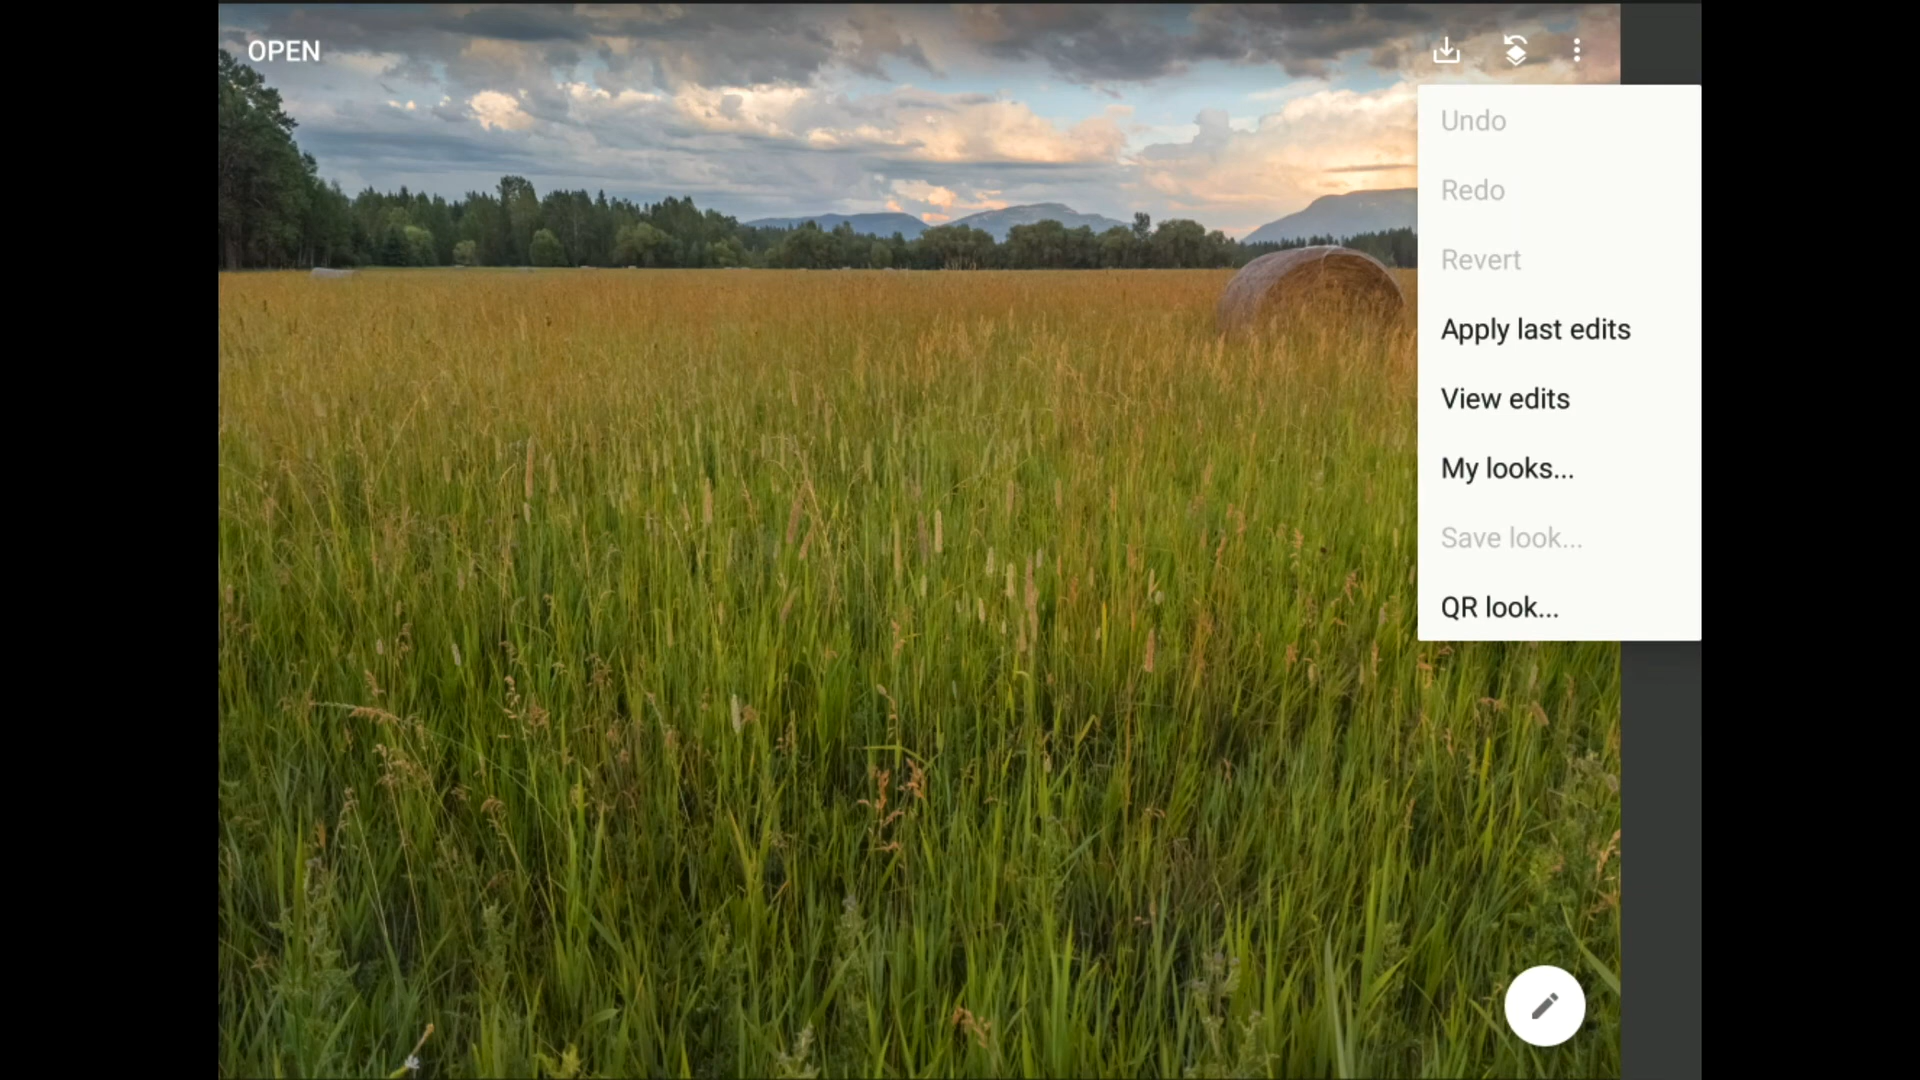 OPEN
Undo
Redo
Revert
Apply last edits
View edits
My looks...
Save look...
QR look...